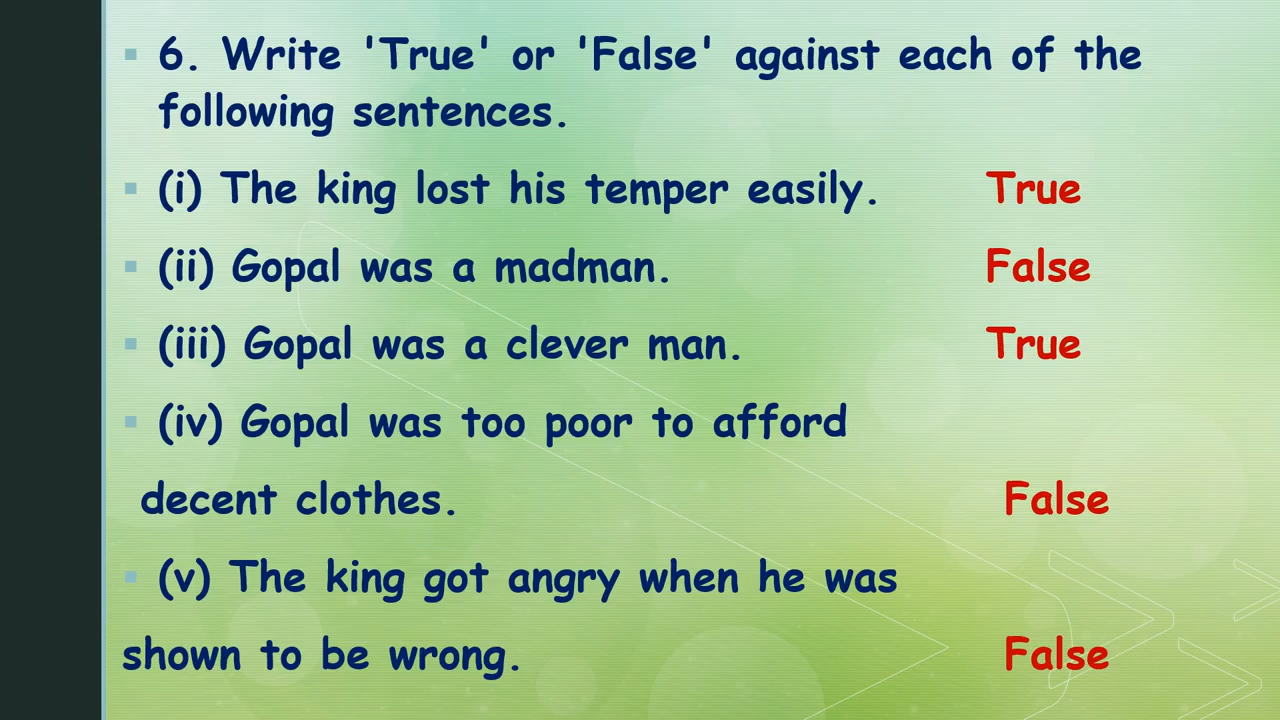 6. Write 'True' or 'False' against each of the
following sentences.
(i) The king lost his temper easily. True
(ii) Gopal was a madman. False
(iii) Gopal was a clever man. True
(iv) Gopal was too poor to afford
decent clothes. False
(v) The king got angry when he was
shown to be wrong. False